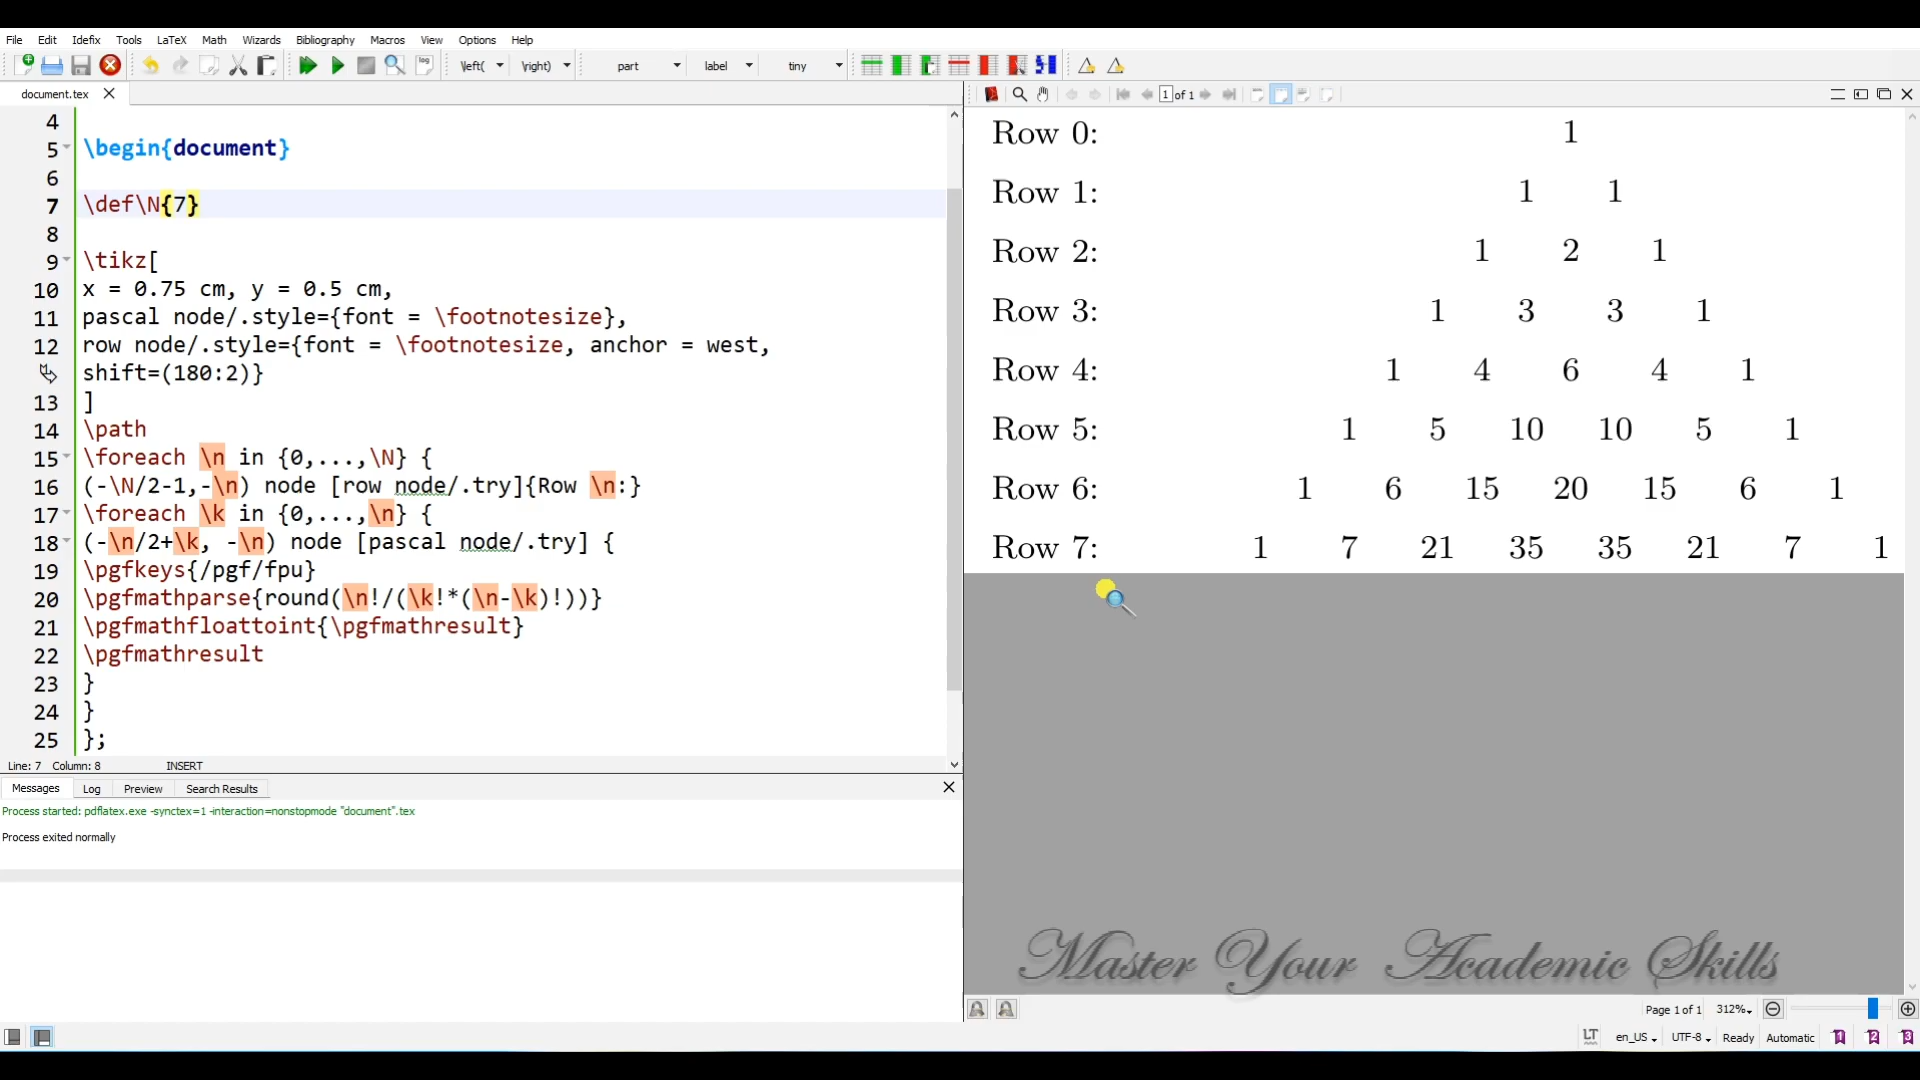 File Edit Idefix Tools LaTeX Math Wizards Bibliography Macros View Options Help
log \left( \right) part label tiny
document.tex
1 of 1
4
5 \begin{document}
6
7 \def\N{7}
8
9 \tikz[
10 x = 0.75 cm, y = 0.5 cm,
11 pascal node/.style={font = \footnotesize},
12 row node/.style={font = \footnotesize, anchor = west,
shift=(180:2)}
13 ]
14 \path
15 \foreach \n in {0,...,\N} {
16 (-\N/2-1,-\n) node [row node/.try]{Row \n:}
17 \foreach \k in {0,...,\n} {
18 (-\n/2+\k, -\n) node [pascal node/.try] {
19 \pgfkeys{/pgf/fpu}
20 \pgfmathparse{round(\n!/(\k!*(\n-\k)!))}
21 \pgfmathfloattoint{\pgfmathresult}
22 \pgfmathresult
23 }
24 }
25 };
Line: 7 Column: 8 INSERT
Messages Log Preview Search Results
Process started: pdflatex.exe -synctex=1 -interaction=nonstopmode "document".tex
Process exited normally
Row 0: 1
Row 1: 1 1
Row 2: 1 2 1
Row 3: 1 3 3 1
Row 4: 1 4 6 4 1
Row 5: 1 5 10 10 5 1
Row 6: 1 6 15 20 15 6 1
Row 7: 1 7 21 35 35 21 7 1
Master Your Academic Skills
Page 1 of 1 312%
LT en_US UTF-8 Ready Automatic 1 2 3